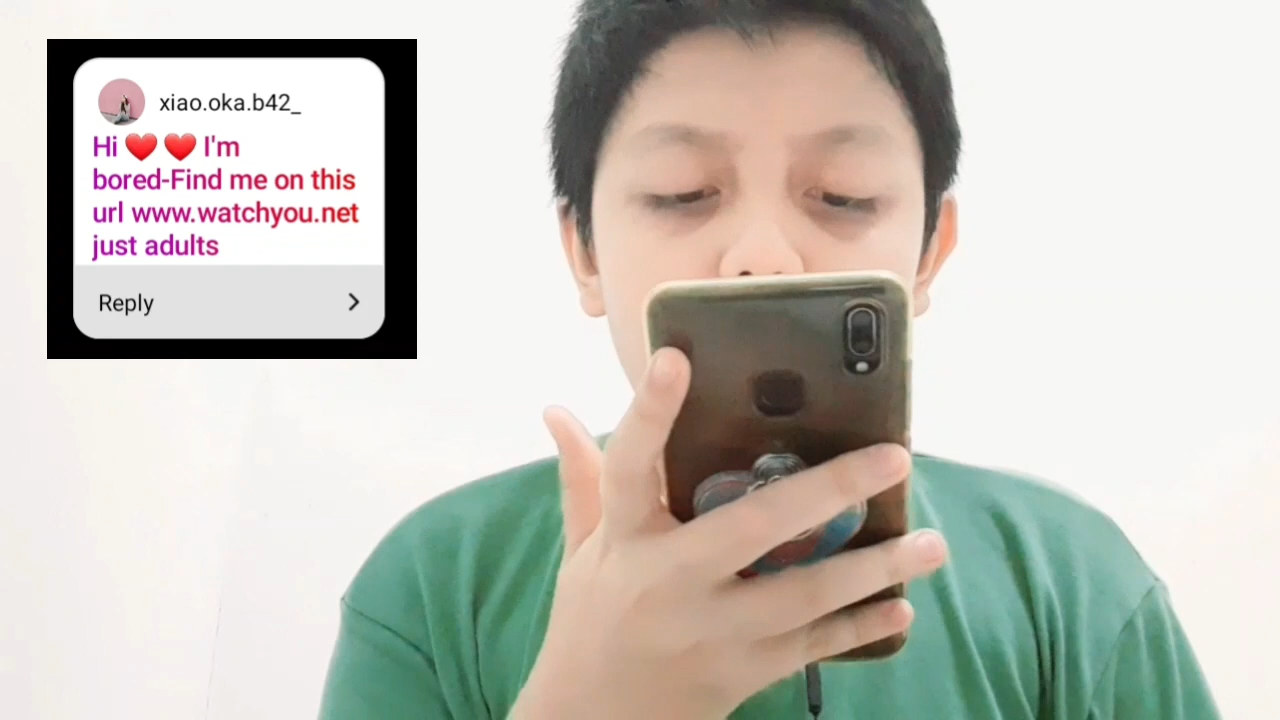 xiao.oka.b42_
Hi ❤️ ❤️ I'm
bored-Find me on this
url www.watchyou.net
just adults
Reply